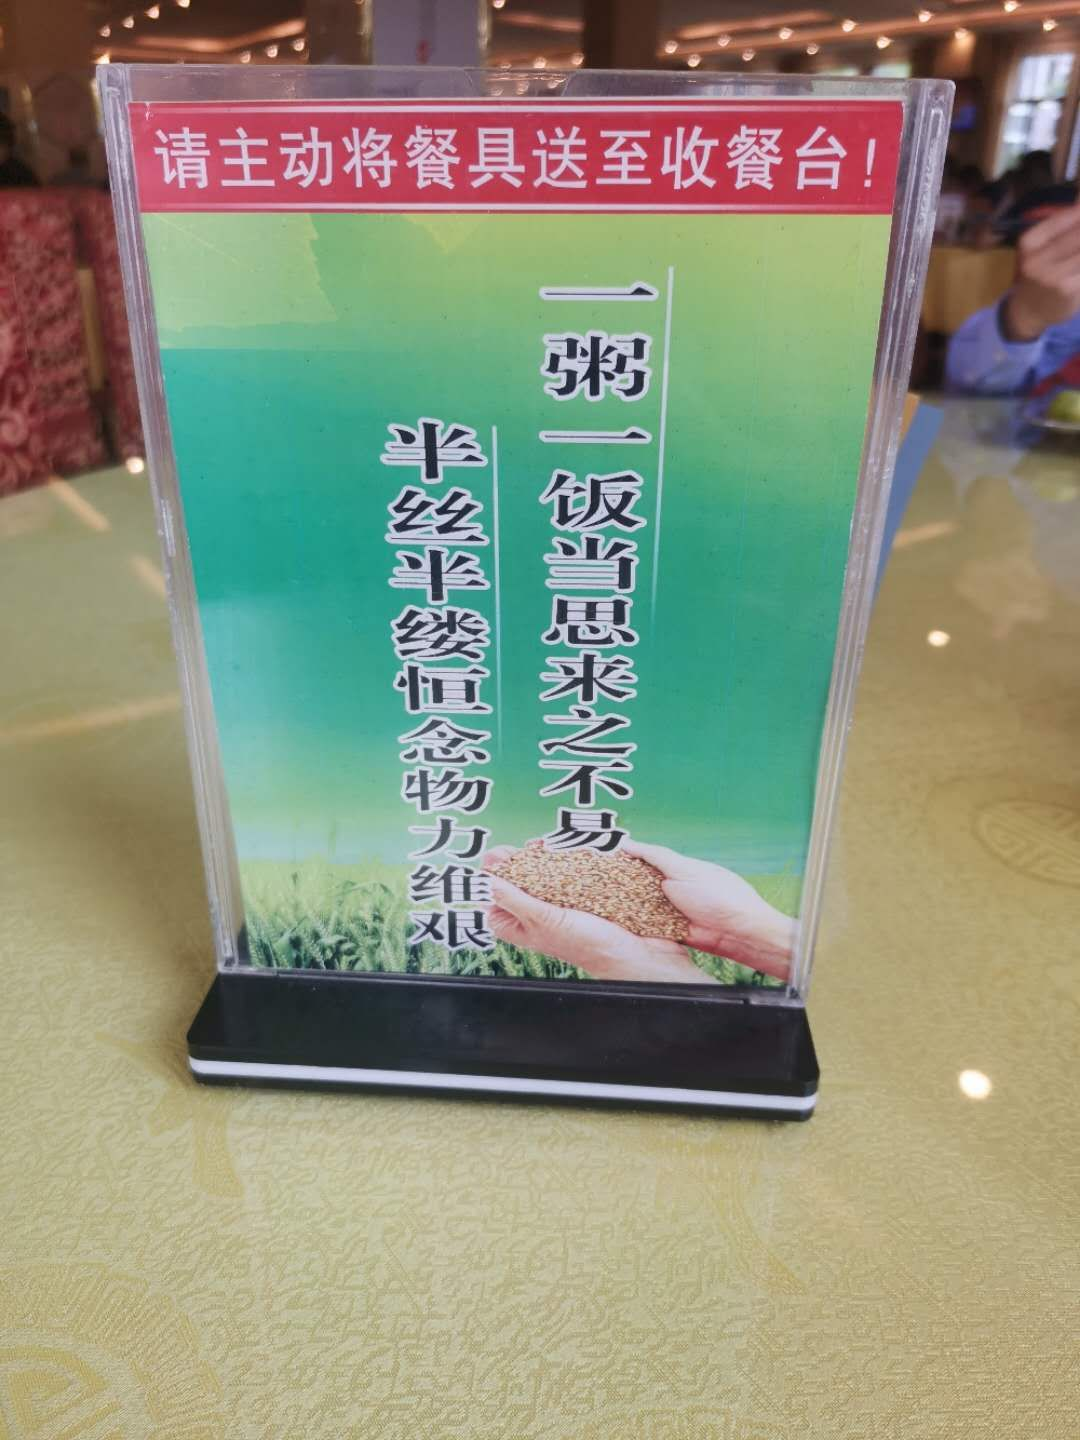 请主动将餐具送至收餐台！
一粥一饭当思来之不易
半丝半缕恒念物力维艰